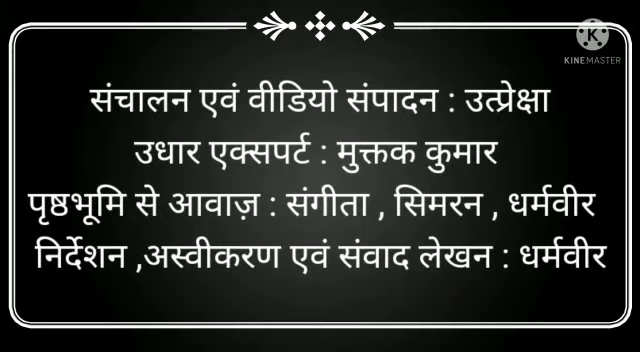 KINEMASTER
संचालन एवं वीडियो संपादन : उत्प्रेक्षा
उधार एक्सपर्ट : मुक्तक कुमार
पृष्ठभूमि से आवाज़ : संगीता , सिमरन , धर्मवीर
निर्देशन ,अस्वीकरण एवं संवाद लेखन : धर्मवीर